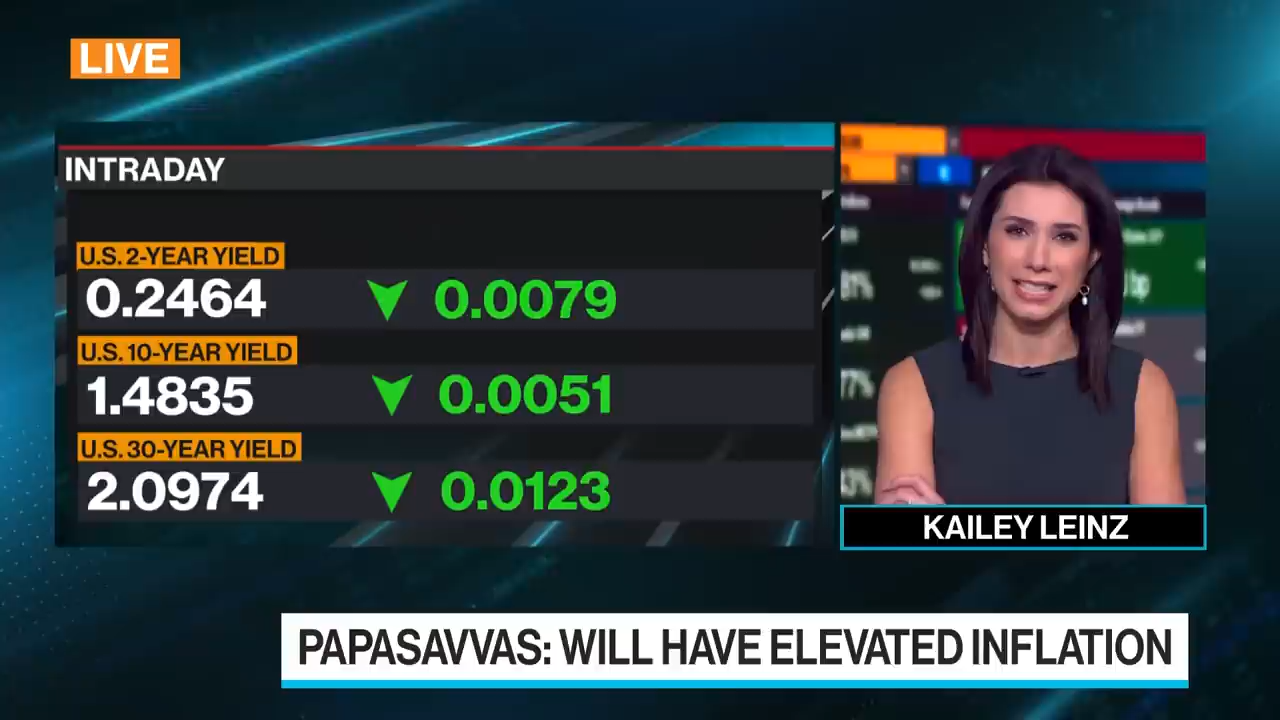 LIVE
INTRADAY
U.S. 2-YEAR YIELD
0.2464 0.0079
U.S. 10-YEAR YIELD
1.4835 0.0051
U.S. 30-YEAR YIELD
2.0974 0.0123
bp
KAILEY LEINZ
PAPASAVVAS: WILL HAVE ELEVATED INFLATION